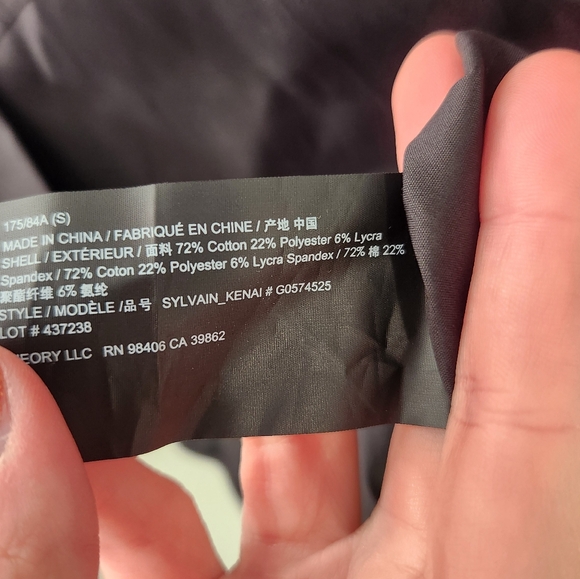 175/84A (S)
MADE IN CHINA / FABRIQUÉ EN CHINE / 产地 中国
SHELL / EXTÉRIEUR / 面料 72% Cotton 22% Polyester 6% Lycra
Spandex / 72% Coton 22% Polyester 6% Lycra Spandex / 72% 棉 22%
聚酯纤维 6% 氨纶
STYLE / MODÈLE /品号 SYLVAIN_KENAI # G0574525
LOT # 437238
EORY LLC RN 98406 CA 39862